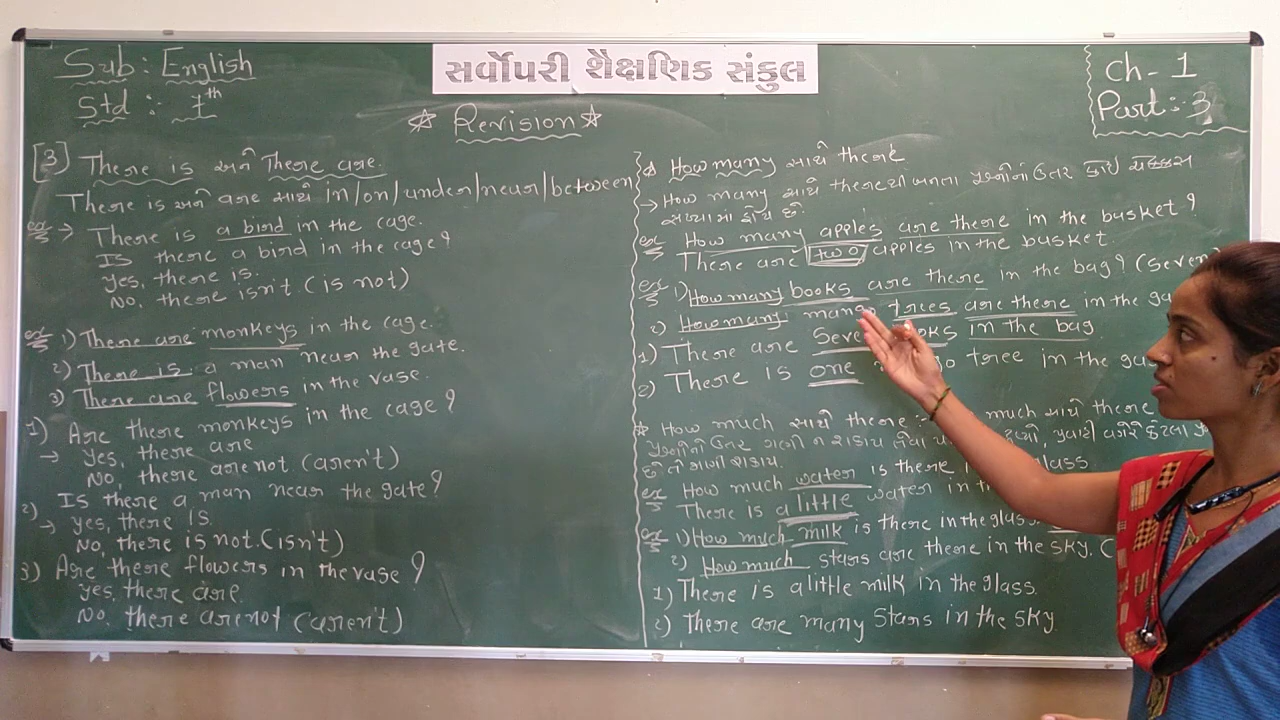 સર્વોપરી શૈક્ષણિક સંકુલ
Sub: English
Std :- 7th
☆ Revision ☆
Ch-1
Part:-3
[3] There is અને There are.
There is અને are સાથે in/on/under/near/between
ex → There is a bird in the cage.
Is there a bird in the cage?
Yes, there is.
No, there isn't (is not)
ex 1) There are monkeys in the cage.
2) There is a man near the gate.
3) There are flowers in the vase.
1) Are there monkeys in the cage?
→ Yes, there are
No, there are not (aren't)
2) Is there a man near the gate?
→ yes, there is.
No, there is not. (isn't)
3) Are there flowers in the vase?
Yes, there are.
No, there are not (aren't)
☆ How many સાથે there
→ How many સાથે there થી બનતા પ્રશ્નોનાં ઉત્તર કોઈ
સંખ્યામાં હોય છે.
ex How many apples are there in the basket?
There are two apples in the busket.
ex 1) How many books are there in the bag? (Seven
2) How many mango trees are there in the ga
1) There are Seve ooks in the bag.
2) There is one go tree in the ga
☆ How much સાથે there :- much સાથે there
પ્રશ્નોનાં ઉત્તર ગણી ન શકાય તેવા
ex How much water is there glass.
There is a little water in
ex 1) How much milk is there in the glass.
2) How much stars are there in the sky. (
1) There is a little milk in the glass.
2) There are many Stars in the sky.